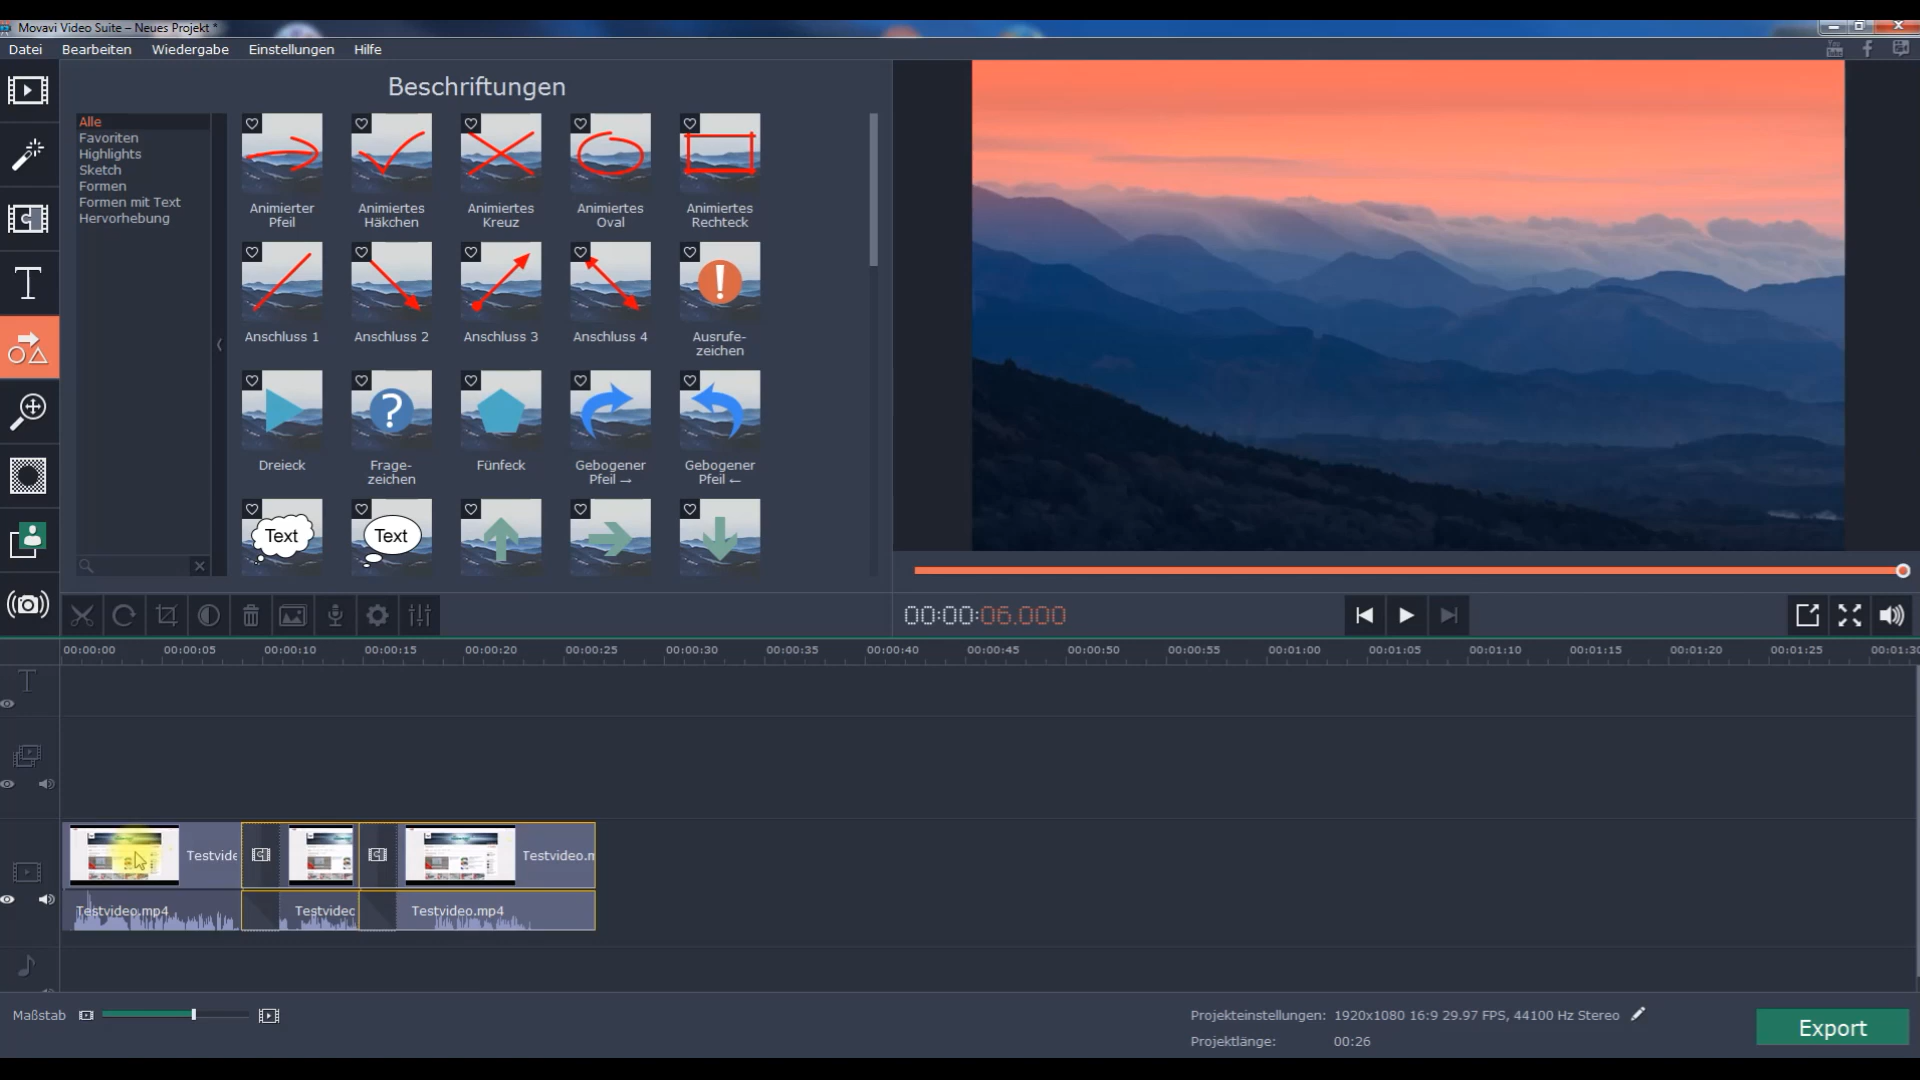 Movavi Video Suite – Neues Projekt *
Datei Bearbeiten Wiedergabe Einstellungen Hilfe
Beschriftungen
Alle
Favoriten
Highlights
Sketch
Formen
Formen mit Text
Hervorhebung
Animierter Pfeil
Animiertes Häkchen
Animiertes Kreuz
Animiertes Oval
Animiertes Rechteck
Anschluss 1
Anschluss 2
Anschluss 3
Anschluss 4
Ausrufe-
zeichen
Dreieck
Frage-
zeichen
Fünfeck
Gebogener Pfeil →
Gebogener Pfeil ←
Text
Text
00:00:06.000
00:00:00 00:00:05 00:00:10 00:00:15 00:00:20 00:00:25 00:00:30 00:00:35 00:00:40 00:00:45 00:00:50 00:00:55 00:01:00 00:01:05 00:01:10 00:01:15 00:01:20 00:01:25 00:01:30
Testvide
Testvideo.m
Testvideo.mp4
Testvidec
Testvideo.mp4
Maßstab
Projekteinstellungen: 1920x1080 16:9 29.97 FPS, 44100 Hz Stereo
Projektlänge: 00:26
Export